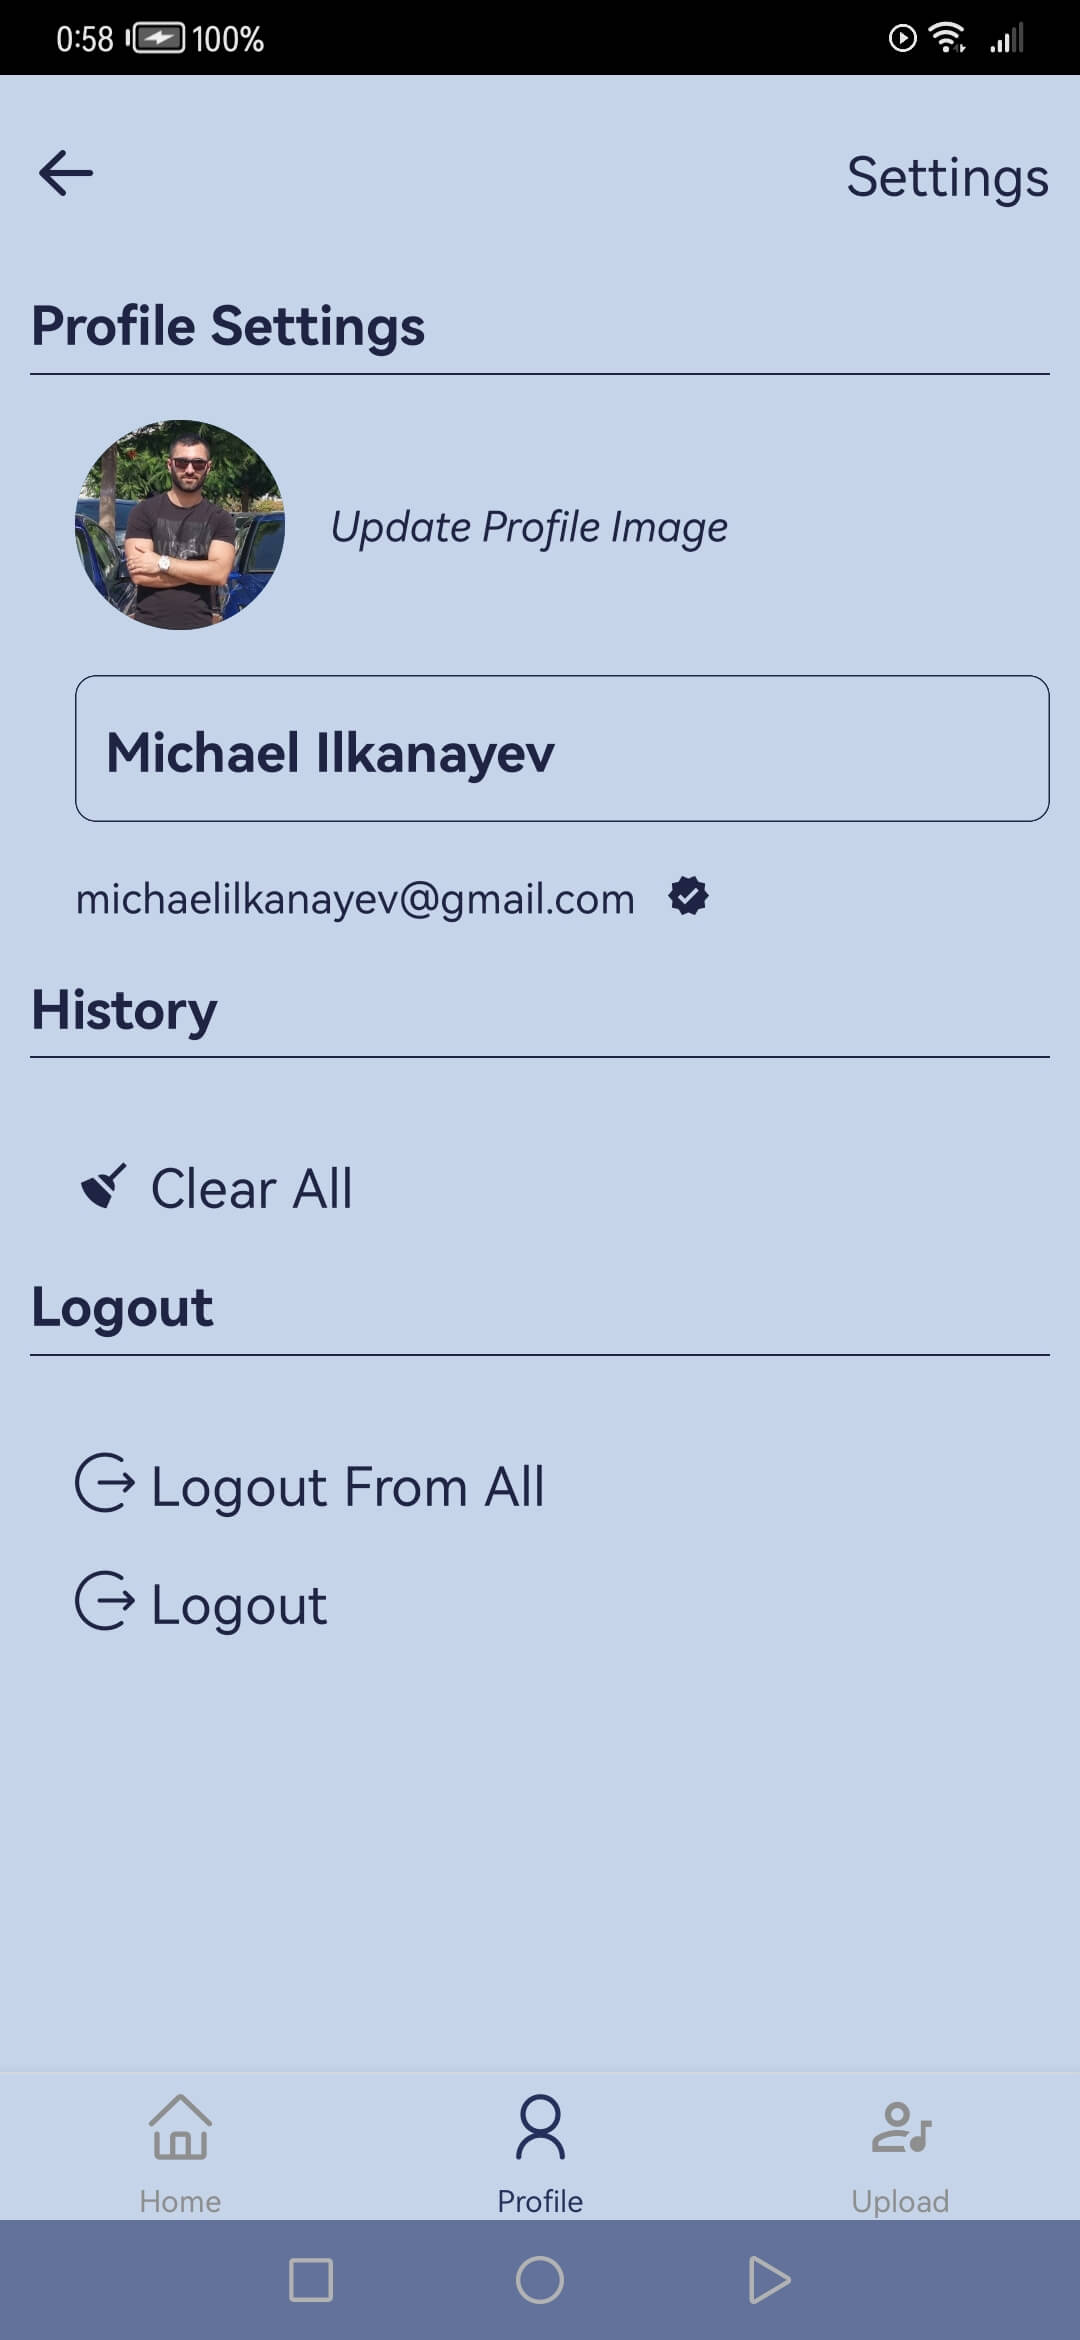 0:58 100%
Settings
Profile Settings
Update Profile Image
Michael Ilkanayev
michaelilkanayev@gmail.com
History
Clear All
Logout
Logout From All
Logout
Home Profile Upload